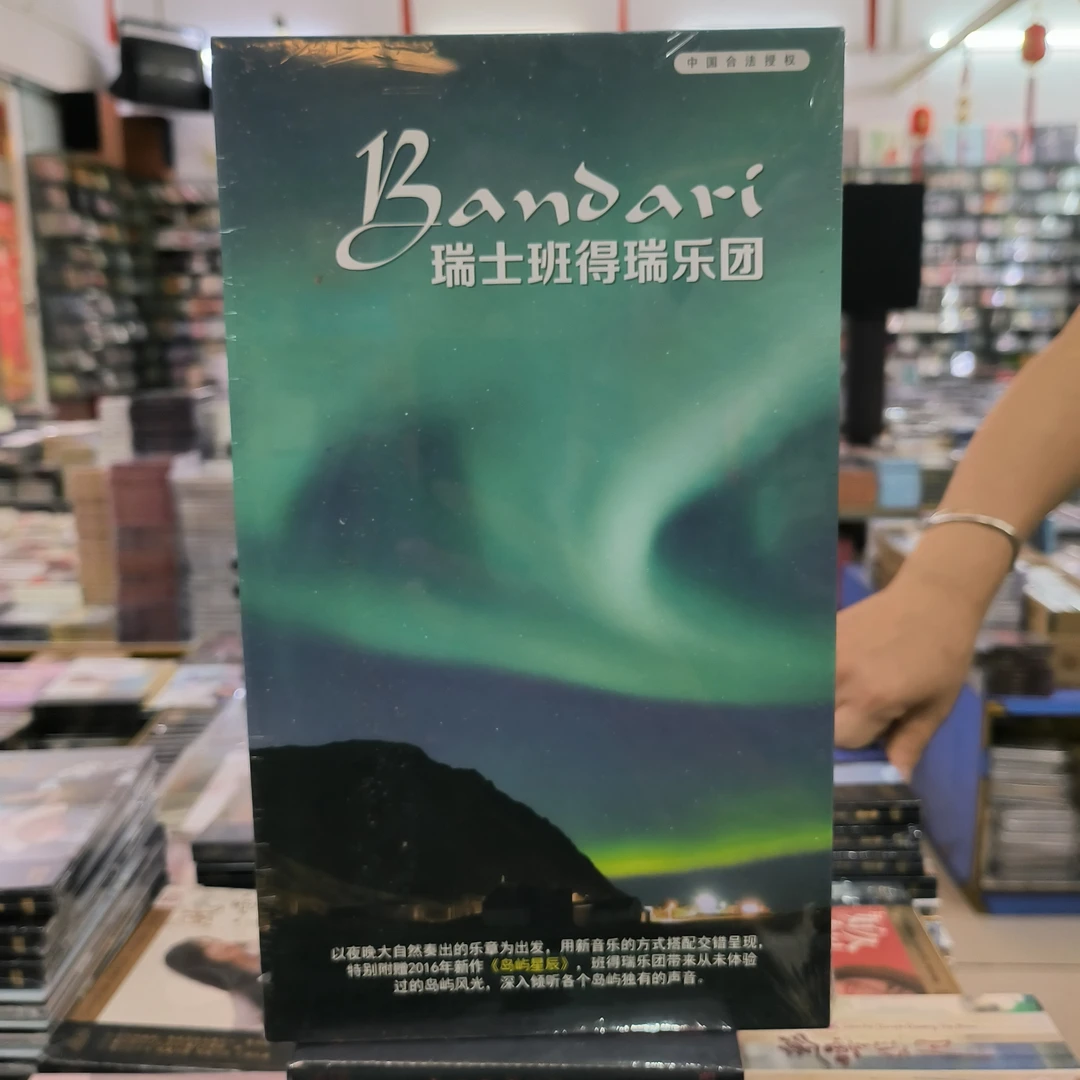 中国合法授权
Bandari
瑞士班得瑞乐团
以夜晚大自然奏出的乐章为出发，用新音乐的方式搭配交错呈现，
特别附赠2016年新作《岛屿星辰》，班得瑞乐团带来从未体验
过的岛屿风光，深入倾听各个岛屿独有的声音。